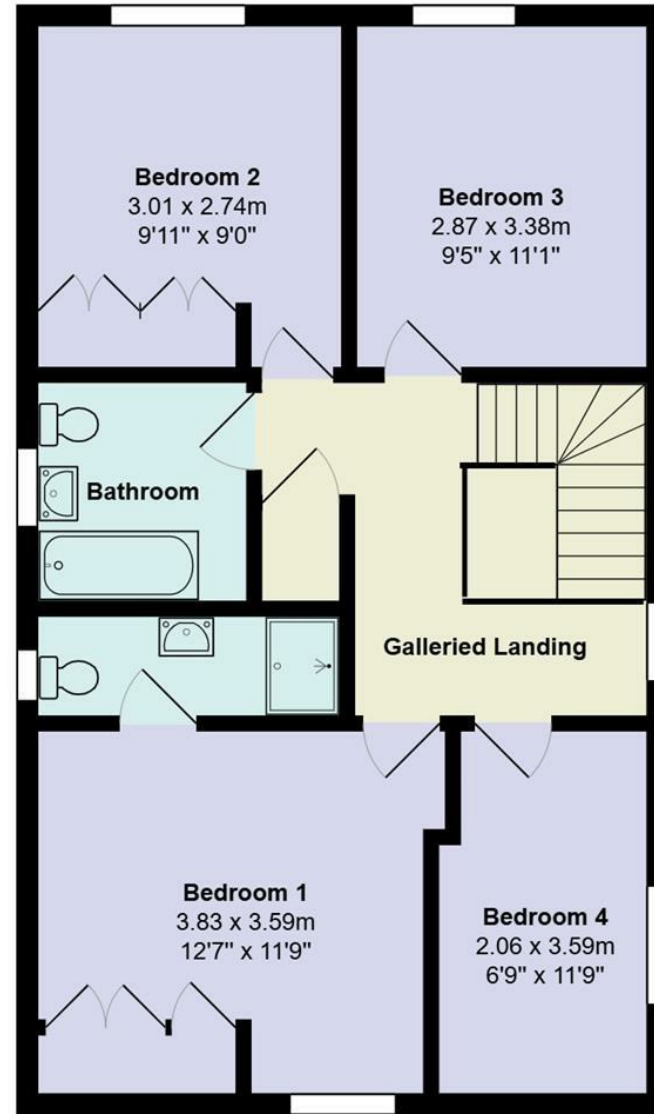 Bedroom 2
3.01 x 2.74m
9'11" x 9'0"
Bedroom 3
2.87 x 3.38m
9'5" x 11'1"
Bathroom
Galleried Landing
Bedroom 1
3.83 x 3.59m
12'7" x 11'9"
Bedroom 4
2.06 x 3.59m
6'9" x 11'9"